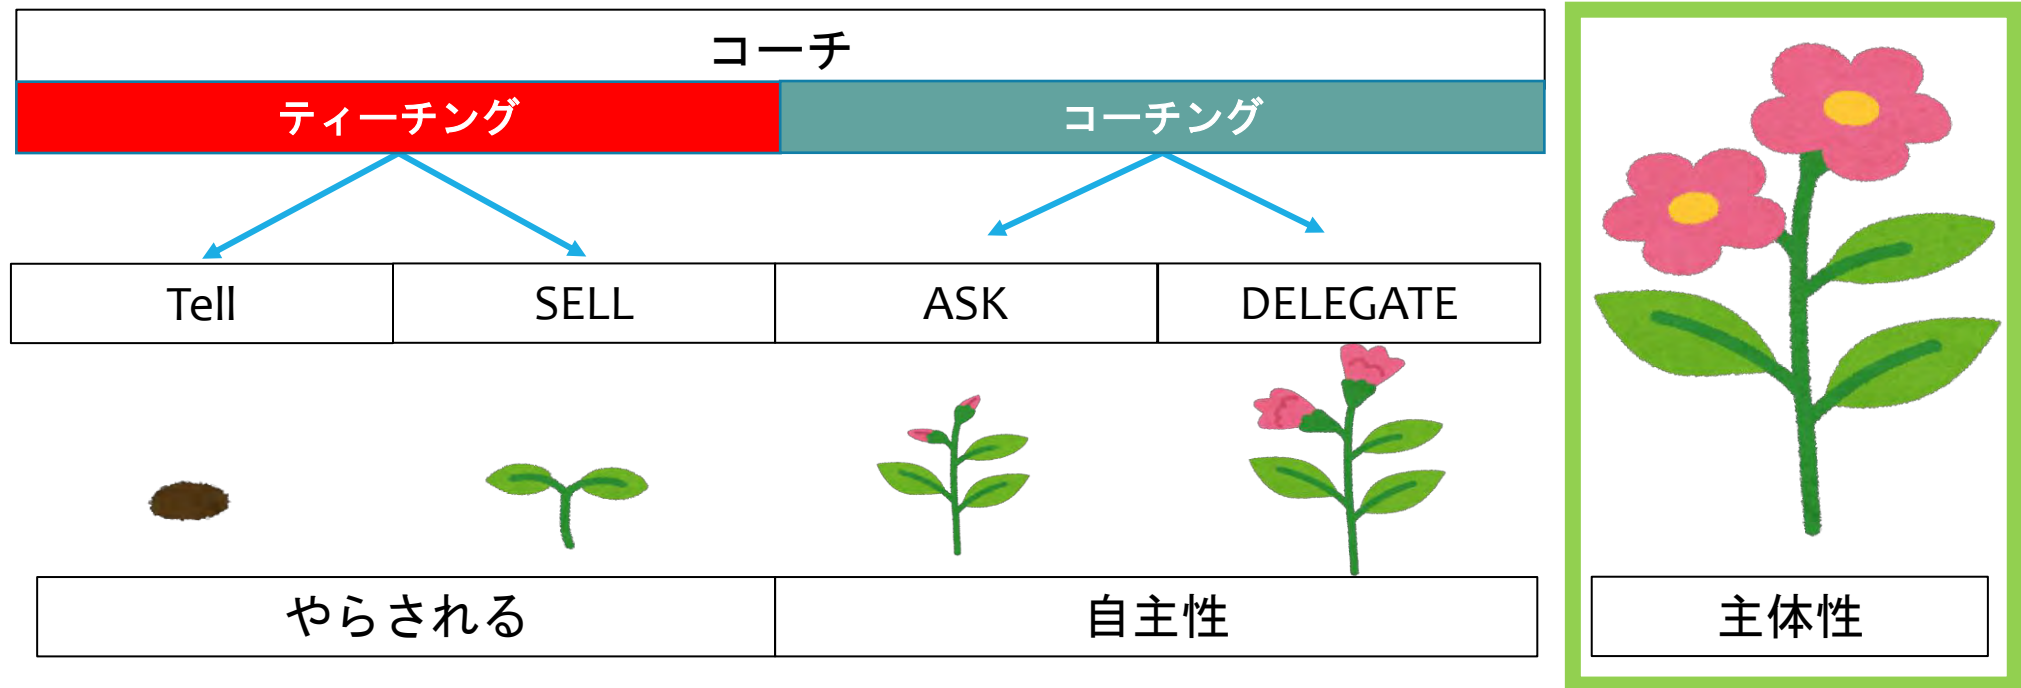 コーチ
ティーチング コーチング
Tell SELL ASK DELEGATE
やらされる 自主性 主体性